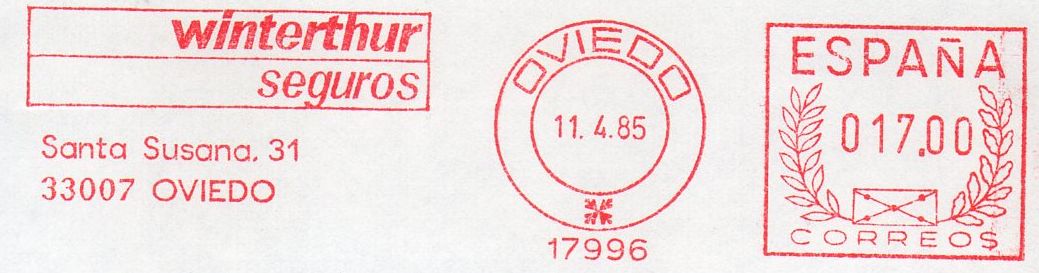 winterthur
seguros
Santa Susana, 31
33007 OVIEDO
OVIEDO
11. 4.85
17996
ESPAÑA
017,00
CORREOS